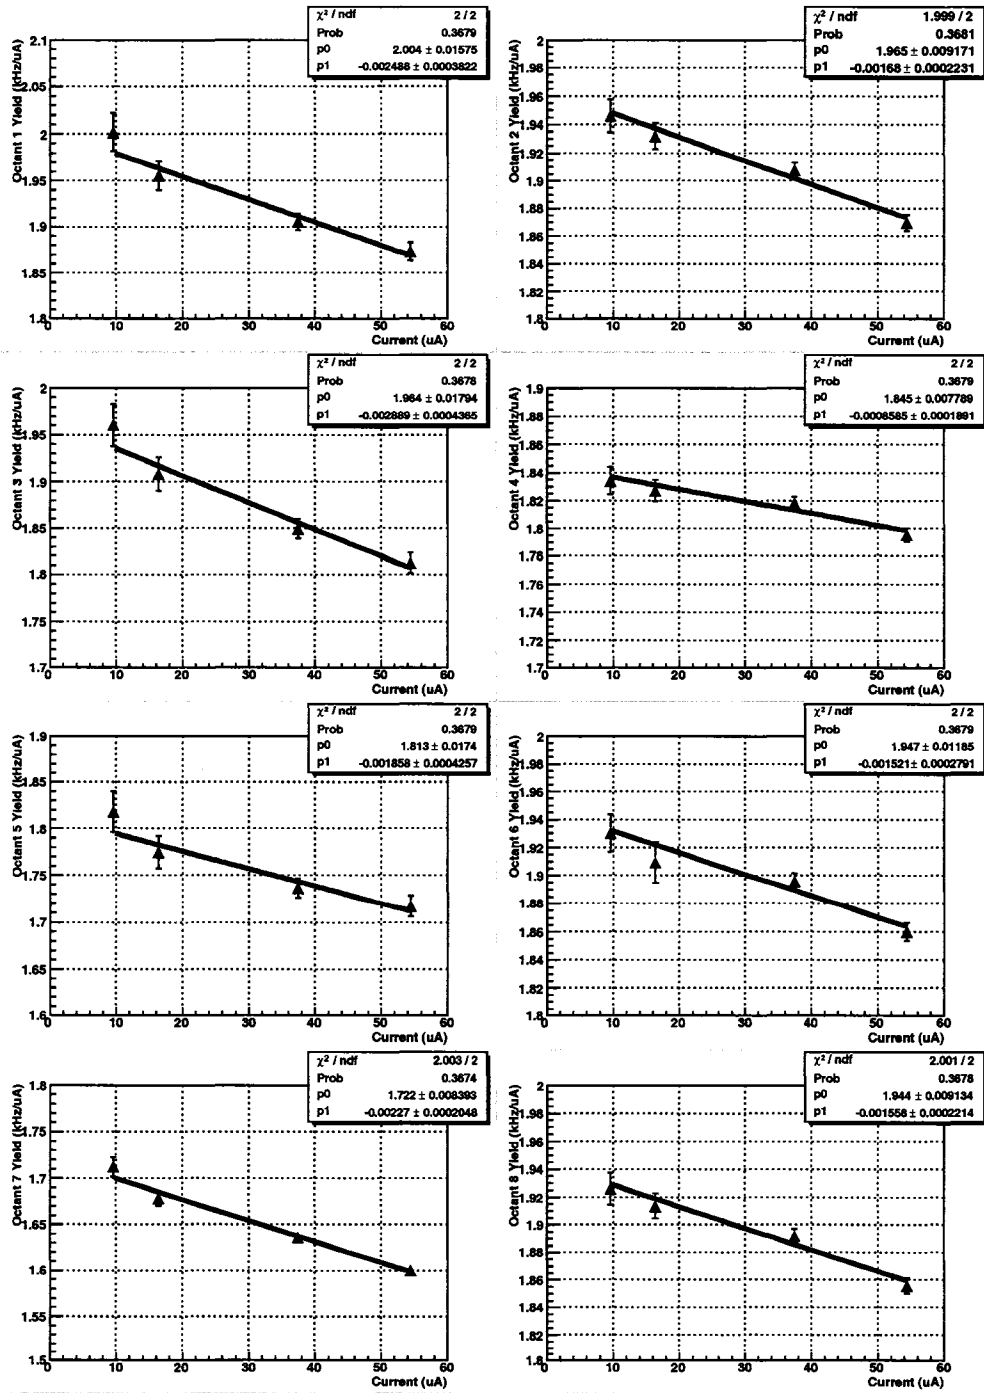 χ² / ndf 2 / 2
Prob 0.3679
p0 2.004 ± 0.01575
p1 -0.002488 ± 0.0003822
Octant 1 Yield (kHz/uA)
2.1
2.05
2
1.95
1.9
1.85
1.8
0 10 20 30 40 50 60
Current (uA)
χ² / ndf 1.999 / 2
Prob 0.3681
p0 1.965 ± 0.009171
p1 -0.00168 ± 0.0002231
Octant 2 Yield (kHz/uA)
2
1.98
1.96
1.94
1.92
1.9
1.88
1.86
1.84
1.82
1.8
0 10 20 30 40 50 60
Current (uA)
χ² / ndf 2 / 2
Prob 0.3678
p0 1.964 ± 0.01794
p1 -0.002889 ± 0.0004365
Octant 3 Yield (kHz/uA)
2
1.95
1.9
1.85
1.8
1.75
1.7
0 10 20 30 40 50 60
Current (uA)
χ² / ndf 2 / 2
Prob 0.3679
p0 1.845 ± 0.007789
p1 -0.0008585 ± 0.0001891
Octant 4 Yield (kHz/uA)
1.9
1.88
1.86
1.84
1.82
1.8
1.78
1.76
1.74
1.72
1.7
0 10 20 30 40 50 60
Current (uA)
χ² / ndf 2 / 2
Prob 0.3679
p0 1.813 ± 0.0174
p1 -0.001858 ± 0.0004257
Octant 5 Yield (kHz/uA)
1.9
1.85
1.8
1.75
1.7
1.65
1.6
0 10 20 30 40 50 60
Current (uA)
χ² / ndf 2 / 2
Prob 0.3679
p0 1.947 ± 0.01185
p1 -0.001521 ± 0.0002791
Octant 6 Yield (kHz/uA)
2
1.98
1.96
1.94
1.92
1.9
1.88
1.86
1.84
1.82
1.8
0 10 20 30 40 50 60
Current (uA)
χ² / ndf 2.003 / 2
Prob 0.3674
p0 1.722 ± 0.008393
p1 -0.00227 ± 0.0002048
Octant 7 Yield (kHz/uA)
1.8
1.75
1.7
1.65
1.6
1.55
1.5
0 10 20 30 40 50 60
Current (uA)
χ² / ndf 2.001 / 2
Prob 0.3678
p0 1.944 ± 0.009134
p1 -0.001558 ± 0.0002214
Octant 8 Yield (kHz/uA)
2
1.98
1.96
1.94
1.92
1.9
1.88
1.86
1.84
1.82
1.8
0 10 20 30 40 50 60
Current (uA)